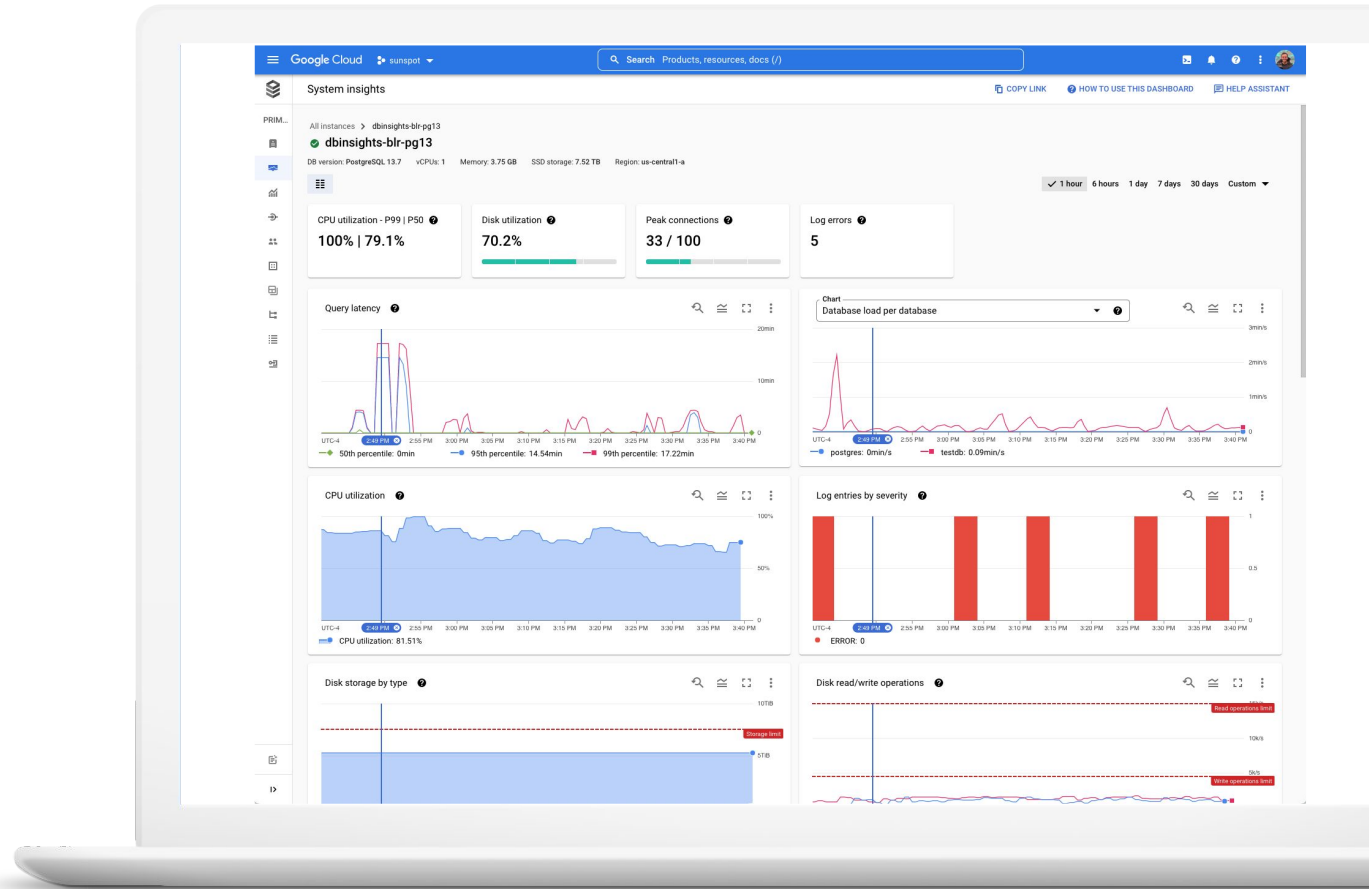 Google Cloud sunspot Search Products, resources, docs (/)
System insights COPY LINK HOW TO USE THIS DASHBOARD HELP ASSISTANT
PRIM...
All instances > dbinsights-blr-pg13
dbinsights-blr-pg13
DB version: PostgreSQL 13.7 vCPUs: 1 Memory: 3.75 GB SSD storage: 7.52 TB Region: us-central1-a
1 hour 6 hours 1 day 7 days 30 days Custom
CPU utilization - P99 | P50
100% | 79.1%
Disk utilization
70.2%
Peak connections
33 / 100
Log errors
5
Query latency
20min
10min
0
UTC-4 2:49 PM 2:55 PM 3:00 PM 3:05 PM 3:10 PM 3:15 PM 3:20 PM 3:25 PM 3:30 PM 3:35 PM 3:40 PM
50th percentile: 0min 95th percentile: 14.54min 99th percentile: 17.22min
Chart
Database load per database
3min/s
2min/s
1min/s
0
UTC-4 2:49 PM 2:55 PM 3:00 PM 3:05 PM 3:10 PM 3:15 PM 3:20 PM 3:25 PM 3:30 PM 3:35 PM 3:40 PM
postgres: 0min/s testdb: 0.09min/s
CPU utilization
100%
50%
0
UTC-4 2:49 PM 2:55 PM 3:00 PM 3:05 PM 3:10 PM 3:15 PM 3:20 PM 3:25 PM 3:30 PM 3:35 PM 3:40 PM
CPU utilization: 81.51%
Log entries by severity
1
0.5
0
UTC-4 2:49 PM 2:55 PM 3:00 PM 3:05 PM 3:10 PM 3:15 PM 3:20 PM 3:25 PM 3:30 PM 3:35 PM 3:40 PM
ERROR: 0
Disk storage by type
10TiB
Storage limit
5TiB
Disk read/write operations
Read operations limit
10k/s
5k/s
Write operations limit